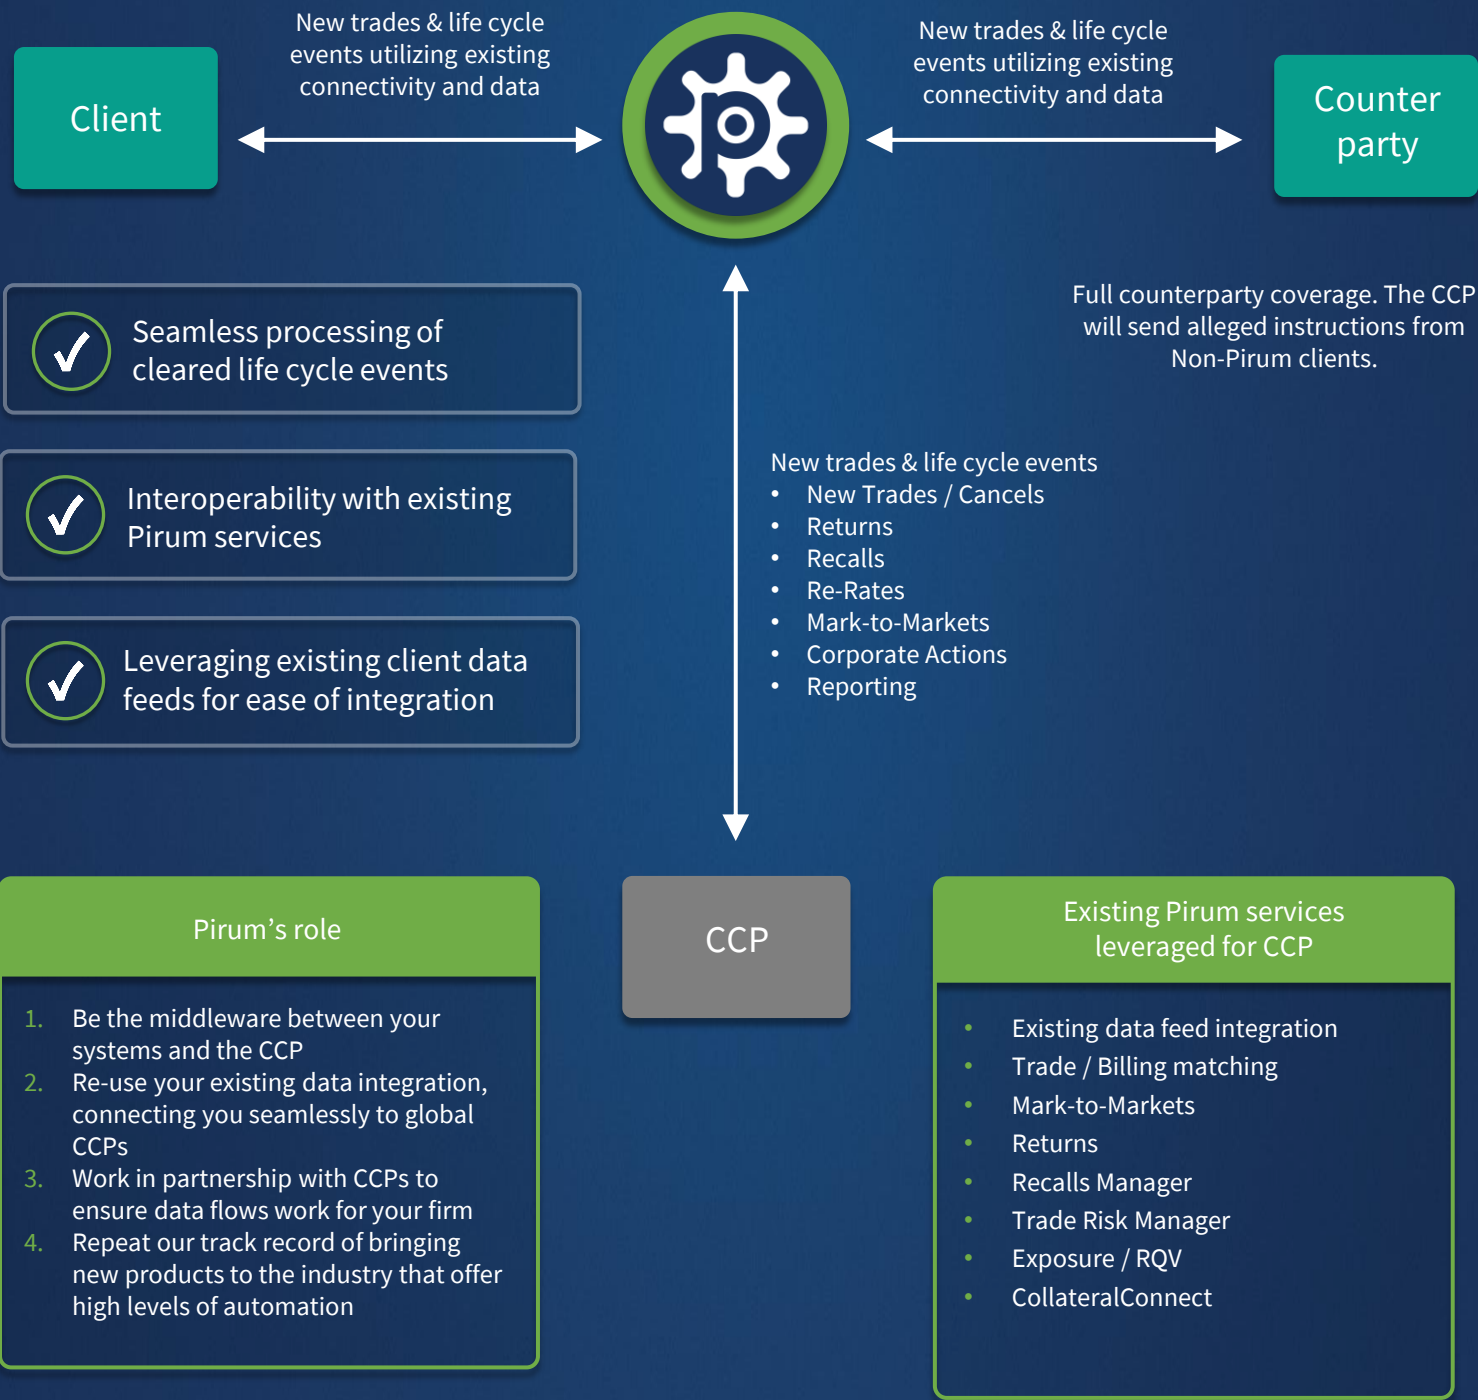 New trades & life cycle
events utilizing existing
connectivity and data
New trades & life cycle
events utilizing existing
connectivity and data
Client
Counter
party
Full counterparty coverage. The CCP
will send alleged instructions from
Non-Pirum clients.
Seamless processing of
cleared life cycle events
Interoperability with existing
Pirum services
Leveraging existing client data
feeds for ease of integration
New trades & life cycle events
• New Trades / Cancels
• Returns
• Recalls
• Re-Rates
• Mark-to-Markets
• Corporate Actions
• Reporting
Pirum’s role
1. Be the middleware between your
systems and the CCP
2. Re-use your existing data integration,
connecting you seamlessly to global
CCPs
3. Work in partnership with CCPs to
ensure data flows work for your firm
4. Repeat our track record of bringing
new products to the industry that offer
high levels of automation
CCP
Existing Pirum services
leveraged for CCP
• Existing data feed integration
• Trade / Billing matching
• Mark-to-Markets
• Returns
• Recalls Manager
• Trade Risk Manager
• Exposure / RQV
• CollateralConnect